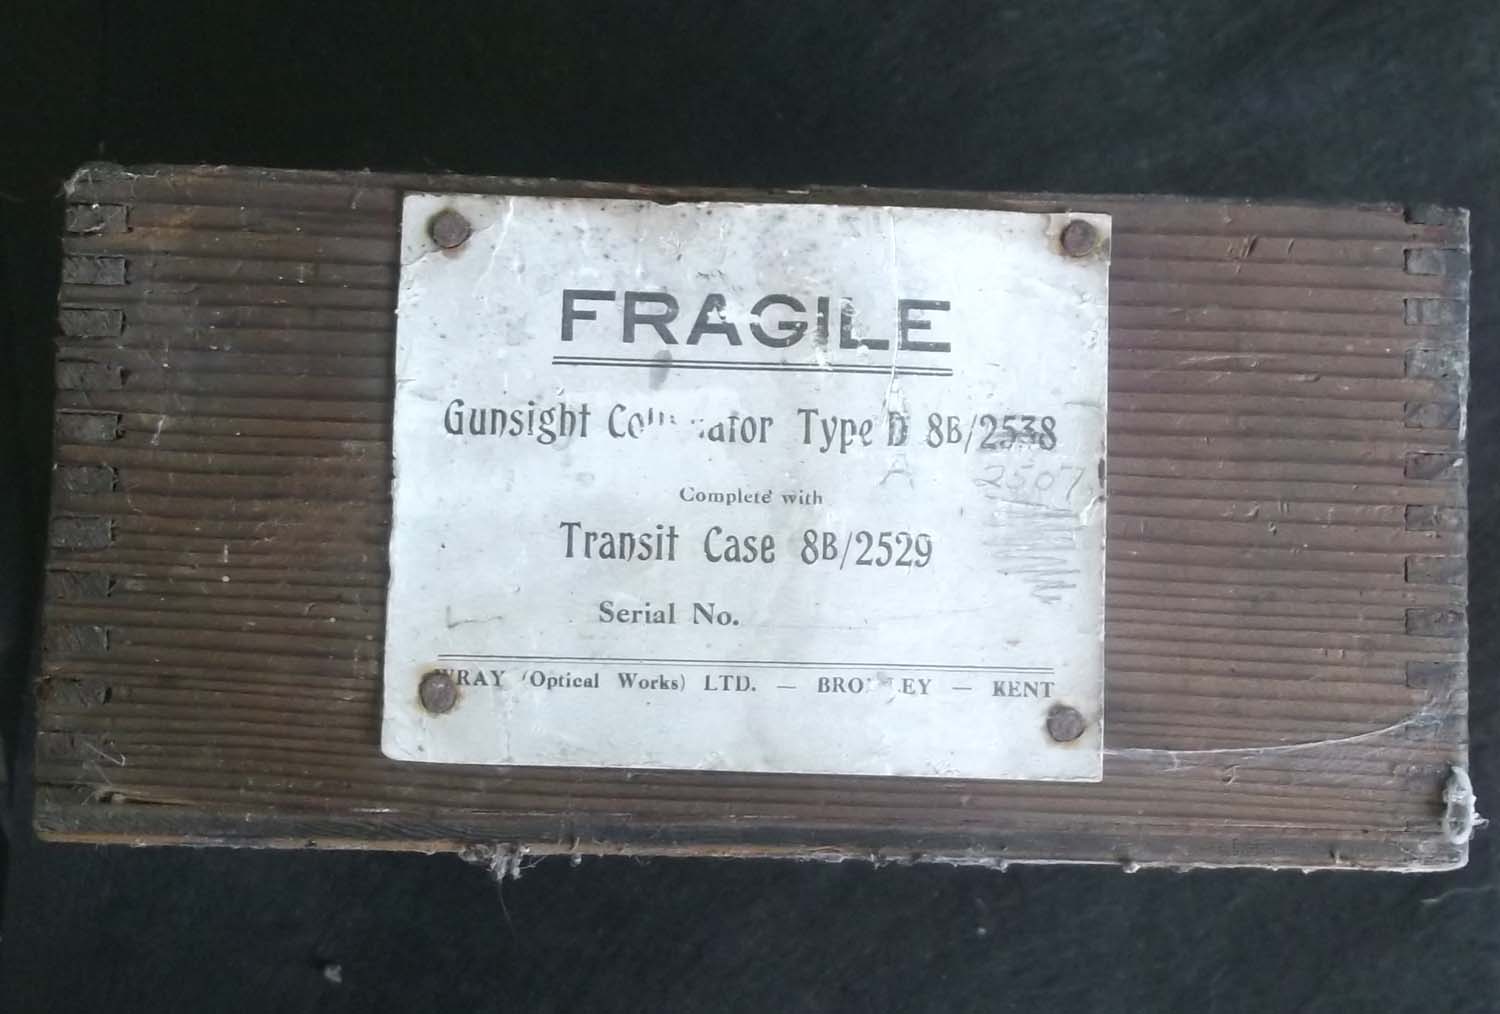 FRAGILE
Gunsight Type D 8B/2538
A 2507
Complete with
Transit Case 8B/2529
Serial No.
(Optical Works) LTD. — — KENT